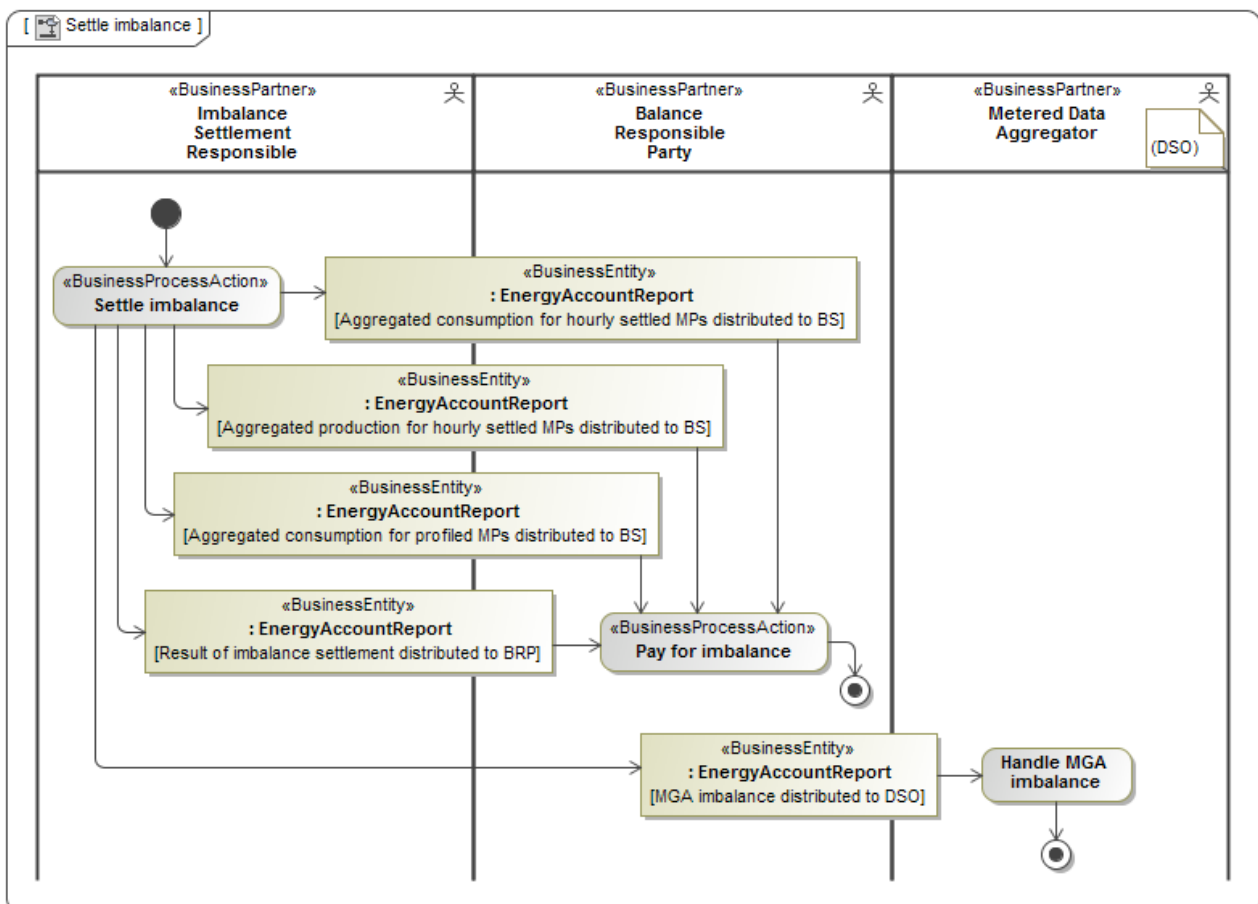 [ Settle imbalance ]
«BusinessPartner»
Imbalance
Settlement
Responsible
«BusinessPartner»
Balance
Responsible
Party
«BusinessPartner»
Metered Data
Aggregator
(DSO)
«BusinessProcessAction»
Settle imbalance
«BusinessEntity»
: EnergyAccountReport
[Aggregated consumption for hourly settled MPs distributed to BS]
«BusinessEntity»
: EnergyAccountReport
[Aggregated production for hourly settled MPs distributed to BS]
«BusinessEntity»
: EnergyAccountReport
[Aggregated consumption for profiled MPs distributed to BS]
«BusinessEntity»
: EnergyAccountReport
[Result of imbalance settlement distributed to BRP]
«BusinessProcessAction»
Pay for imbalance
«BusinessEntity»
: EnergyAccountReport
[MGA imbalance distributed to DSO]
Handle MGA
imbalance